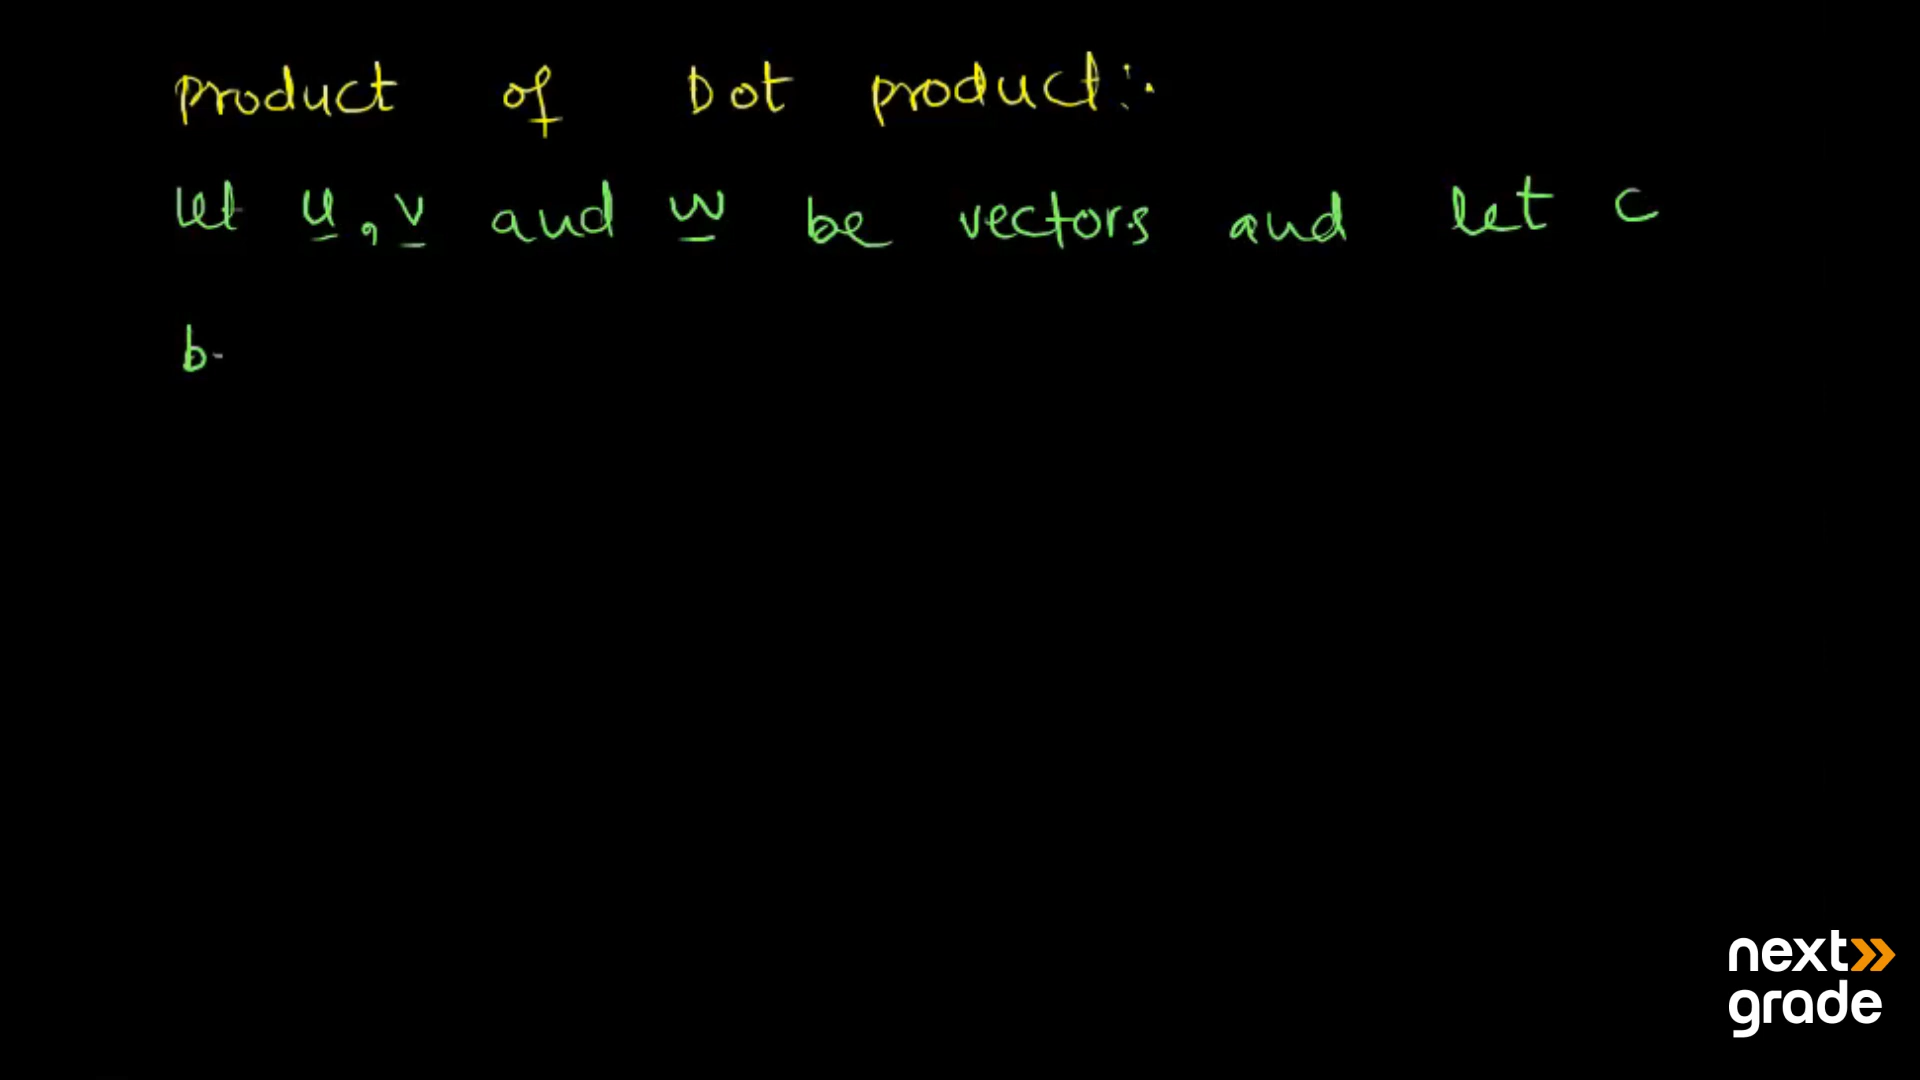 product of Dot product:.
let u, v and w be vectors and let c
b
next
grade